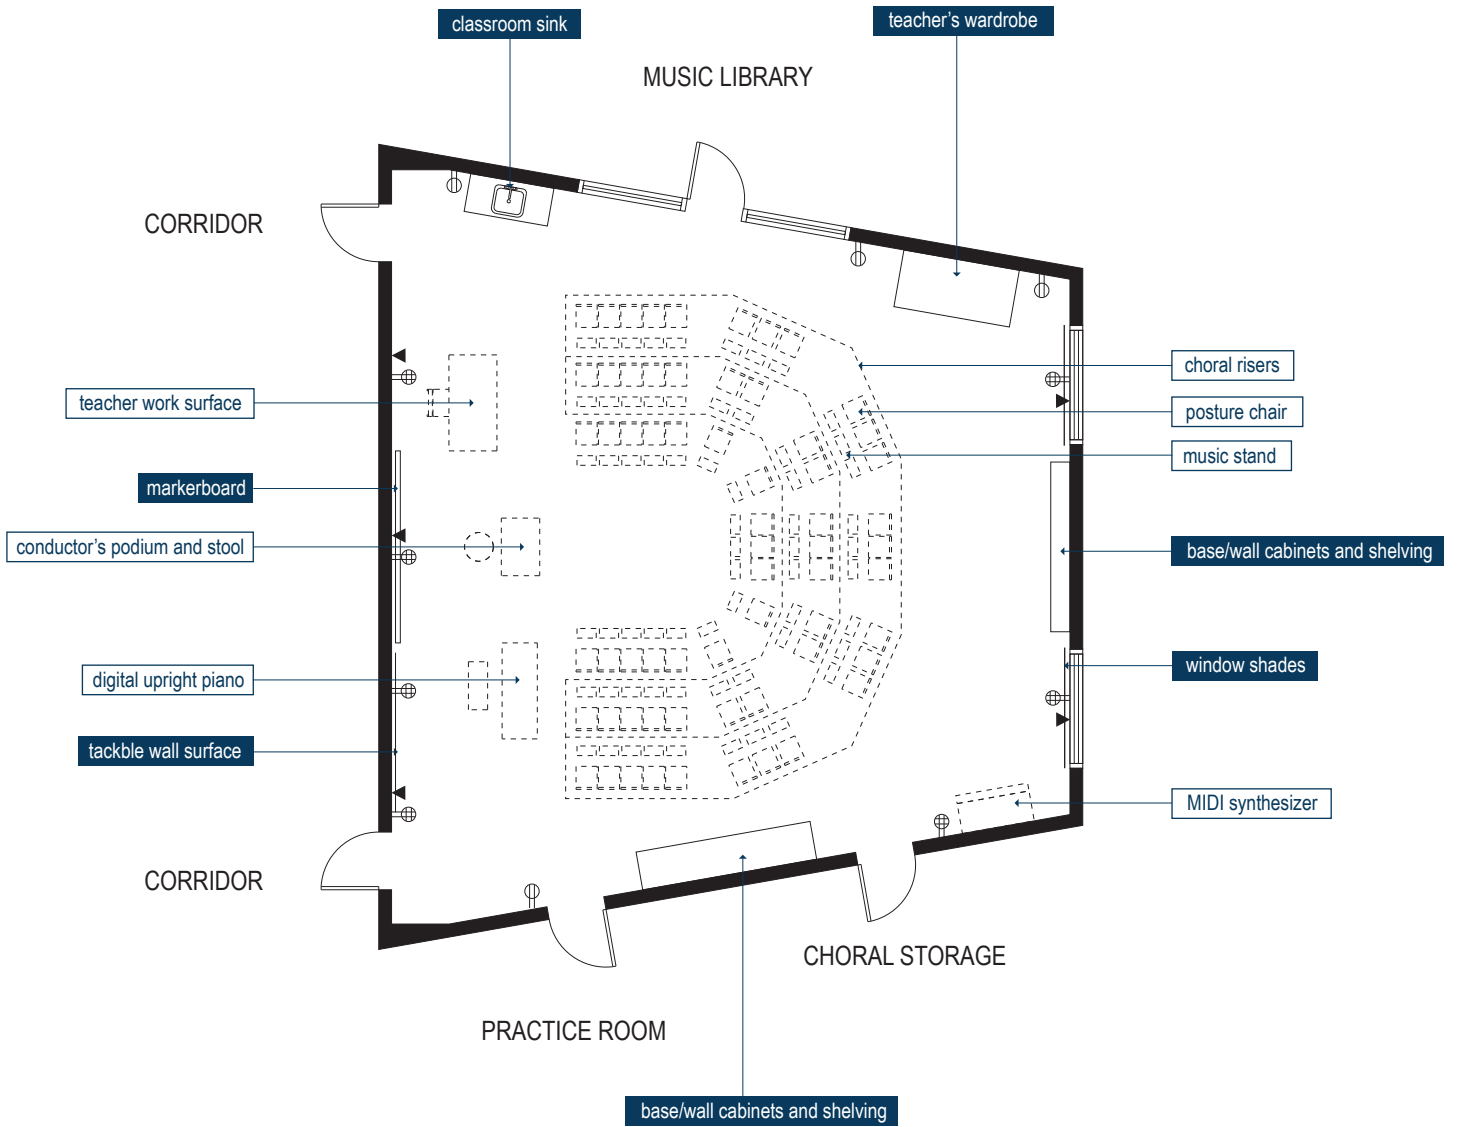 classroom sink
teacher's wardrobe
MUSIC LIBRARY
CORRIDOR
choral risers
teacher work surface
posture chair
music stand
markerboard
conductor's podium and stool
base/wall cabinets and shelving
window shades
digital upright piano
tackble wall surface
MIDI synthesizer
CORRIDOR
CHORAL STORAGE
PRACTICE ROOM
base/wall cabinets and shelving